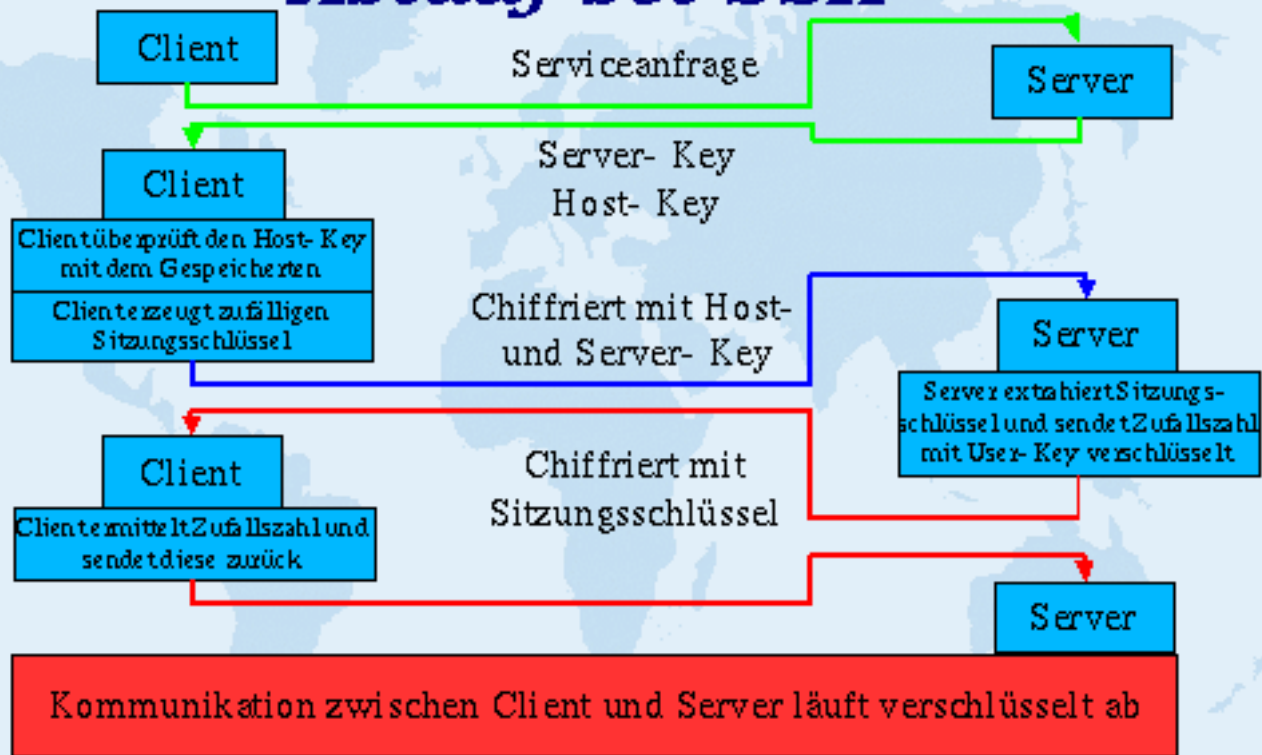 Client
Serviceanfrage
Server
Server- Key
Host- Key
Client
Client überprüft den Host- Key
mit dem Gespeicherten
Client erzeugt zufälligen
Sitzungsschlüssel
Chiffriert mit Host-
und Server- Key
Server
Server extrahiert Sitzungs-
schlüssel und sendet Zufallszahl
mit User- Key verschlüsselt
Client
Client ermittelt Zufallszahl und
sendet diese zurück
Chiffriert mit
Sitzungsschlüssel
Server
Kommunikation zwischen Client und Server läuft verschlüsselt ab